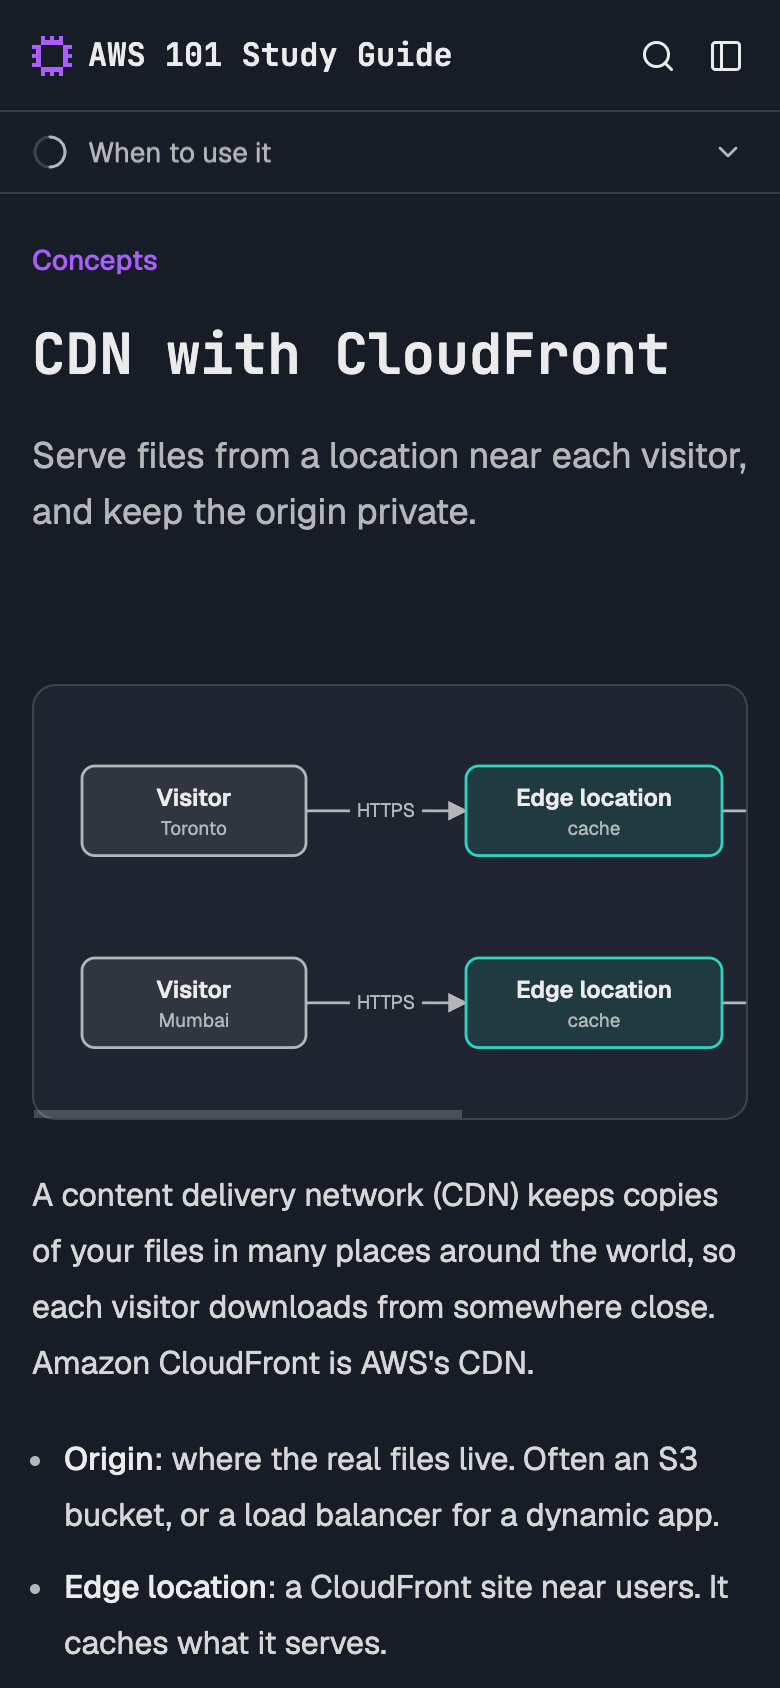 AWS 101 Study Guide
When to use it
Concepts
CDN with CloudFront
Serve files from a location near each visitor,
and keep the origin private.
Visitor
Toronto
HTTPS
Edge location
cache
Visitor
Mumbai
HTTPS
Edge location
cache
A content delivery network (CDN) keeps copies
of your files in many places around the world, so
each visitor downloads from somewhere close.
Amazon CloudFront is AWS's CDN.
• Origin: where the real files live. Often an S3
bucket, or a load balancer for a dynamic app.
• Edge location: a CloudFront site near users. It
caches what it serves.